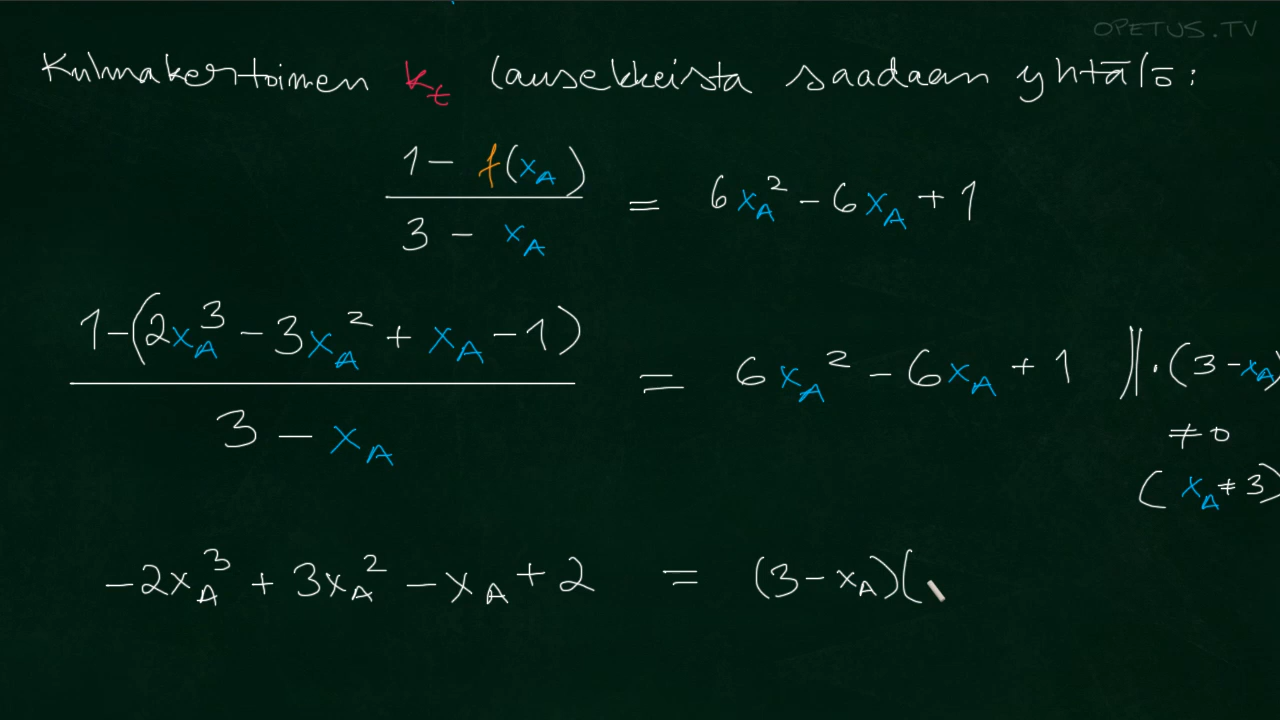 OPETUS.TV
Kulmakertoimen k_t lausekkeista saadaan yhtälö:
(1 - f(x_A)) / (3 - x_A) = 6x_A² - 6x_A + 1
(1-(2x_A³ - 3x_A² + x_A - 1)) / (3 - x_A) = 6x_A² - 6x_A + 1 ‖·(3-x_A)
≠0
(x_A≠3)
-2x_A³ + 3x_A² - x_A + 2 = (3 - x_A)(